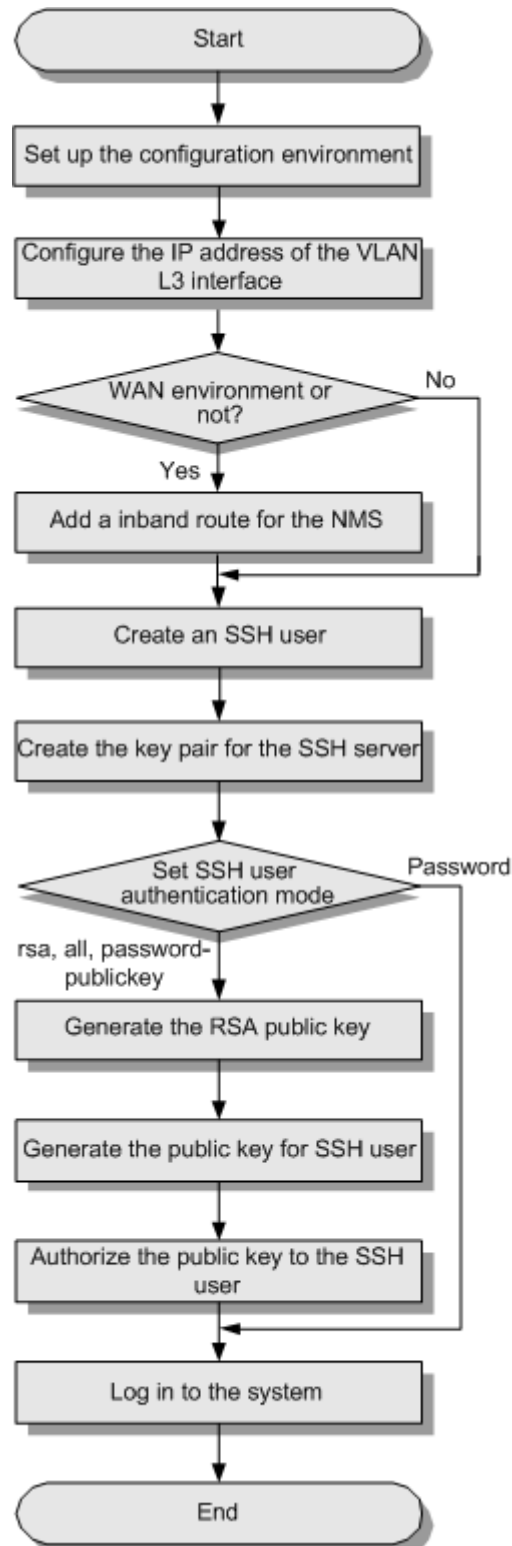 Start
Set up the configuration environment
Configure the IP address of the VLAN
L3 interface
WAN environment or
not?
No
Yes
Add a inband route for the NMS
Create an SSH user
Create the key pair for the SSH server
Set SSH user
authentication mode
Password
rsa, all, password-
publickey
Generate the RSA public key
Generate the public key for SSH user
Authorize the public key to the SSH
user
Log in to the system
End